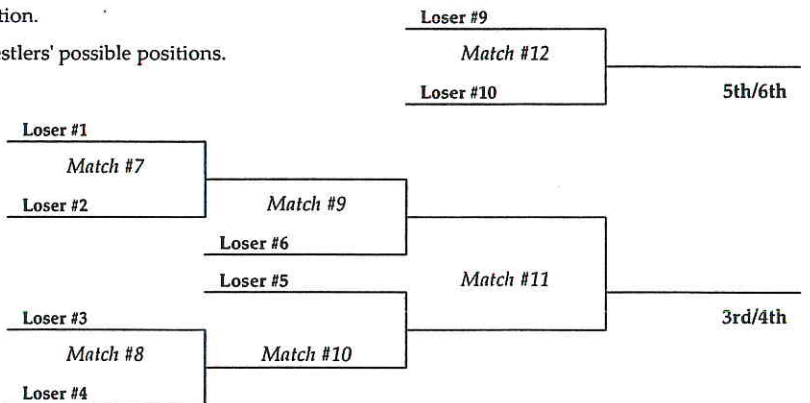 tion.
estlers' possible positions.
Loser #9
Match #12
Loser #10
5th/6th
Loser #1
Match #7
Loser #2
Match #9
Loser #6
Loser #5
Match #11
3rd/4th
Loser #3
Match #8
Match #10
Loser #4